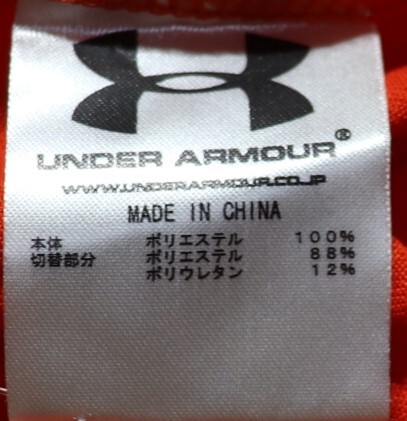 UNDER ARMOUR®
WWW.UNDERARMOUR.CO.JP
MADE IN CHINA
本体 ポリエステル 100%
切替部分 ポリエステル 88%
ポリウレタン 12%